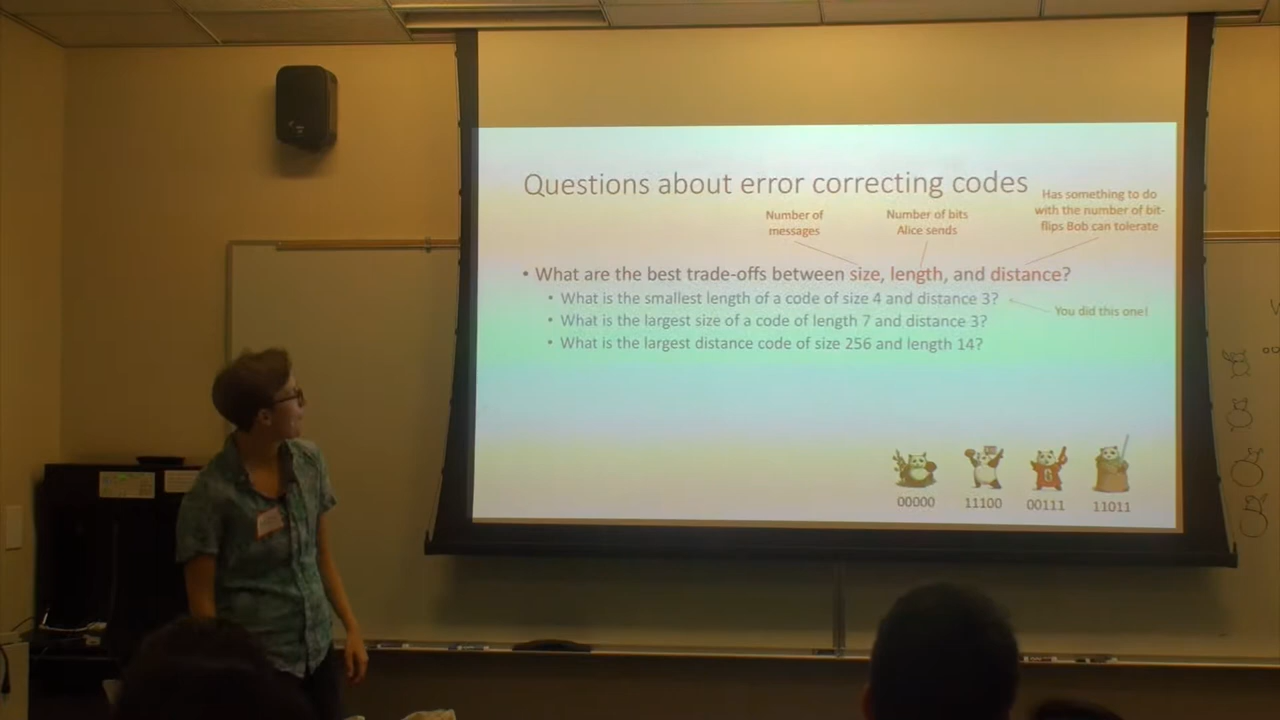 Questions about error correcting codes
Has something to do
with the number of bit-
flips Bob can tolerate
Number of
messages
Number of bits
Alice sends
• What are the best trade-offs between size, length, and distance?
• What is the smallest length of a code of size 4 and distance 3?
You did this one!
• What is the largest size of a code of length 7 and distance 3?
• What is the largest distance code of size 256 and length 14?
00000 11100 00111 11011